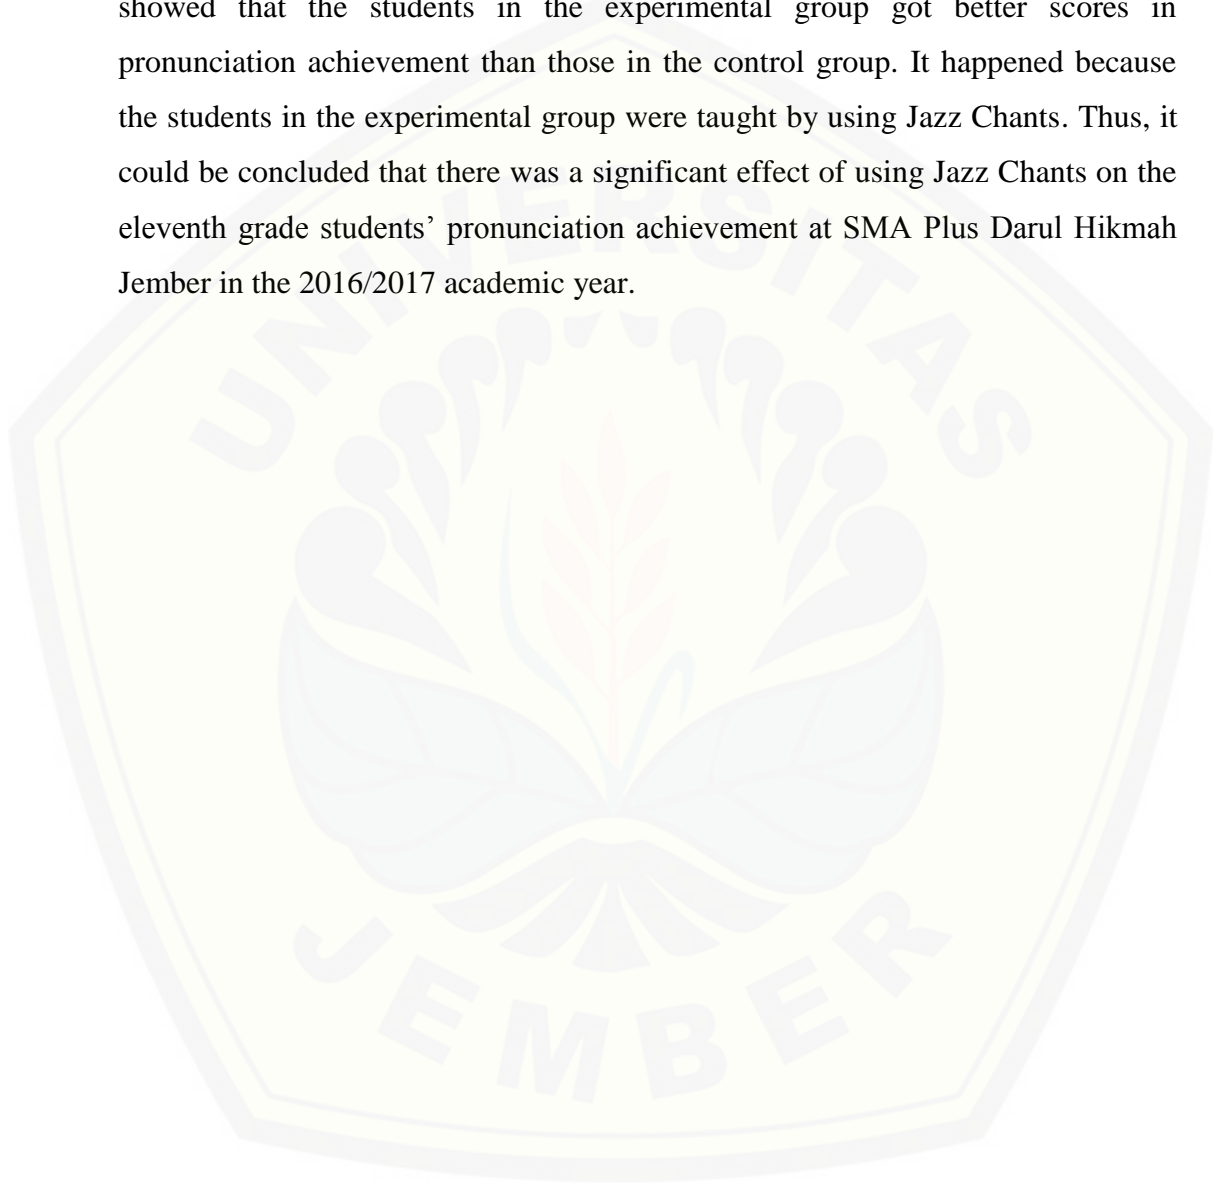 showed that the students in the experimental group got better scores in
pronunciation achievement than those in the control group. It happened because
the students in the experimental group were taught by using Jazz Chants. Thus, it
could be concluded that there was a significant effect of using Jazz Chants on the
eleventh grade students’ pronunciation achievement at SMA Plus Darul Hikmah
Jember in the 2016/2017 academic year.
UNIVERSITAS
JEMBER